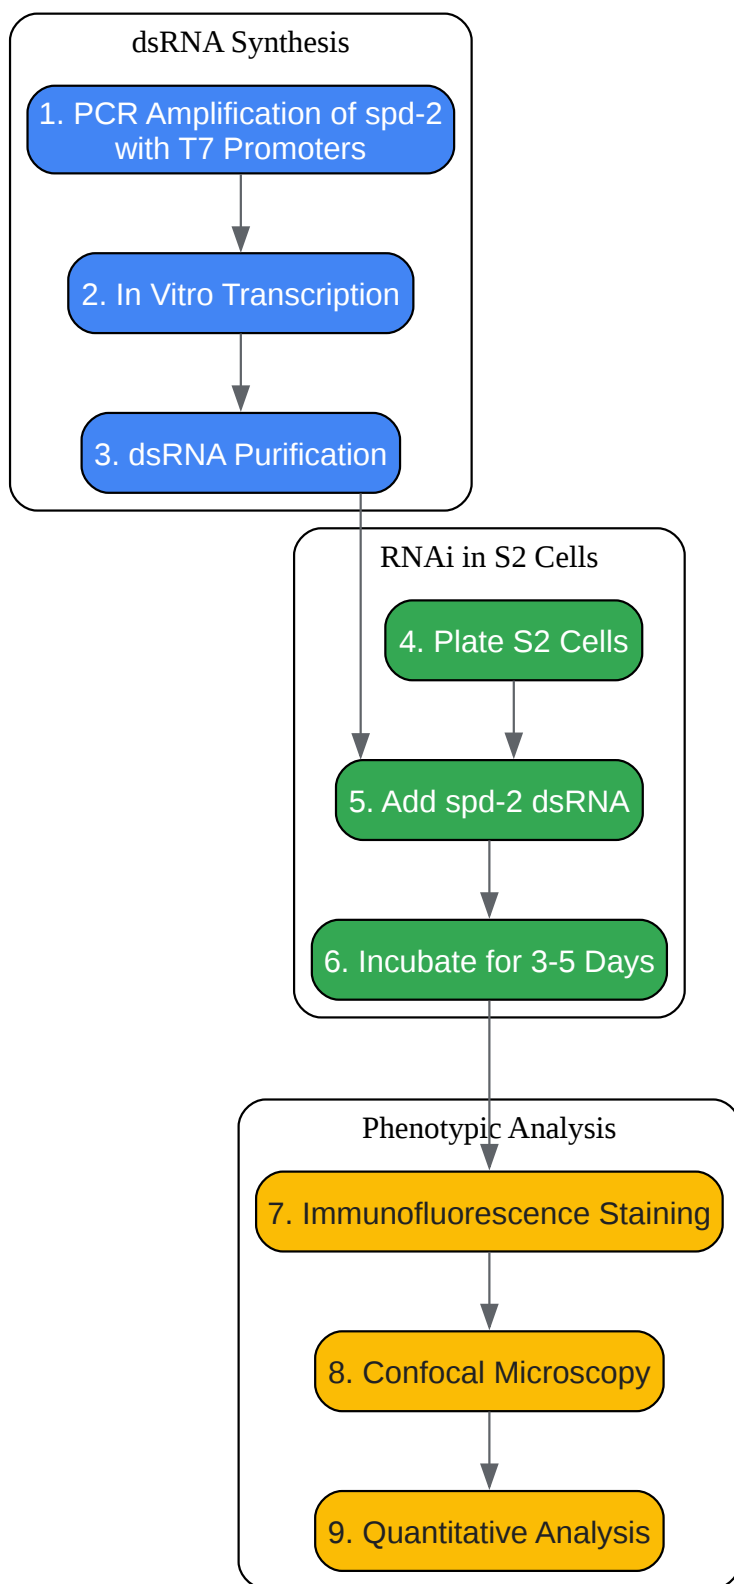 dsRNA Synthesis
1. PCR Amplification of spd-2
with T7 Promoters
2. In Vitro Transcription
3. dsRNA Purification
RNAi in S2 Cells
4. Plate S2 Cells
5. Add spd-2 dsRNA
6. Incubate for 3-5 Days
Phenotypic Analysis
7. Immunofluorescence Staining
8. Confocal Microscopy
9. Quantitative Analysis